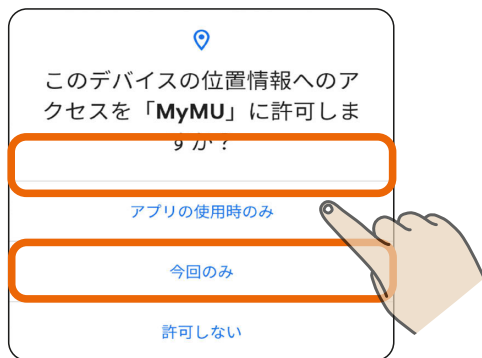 このデバイスの位置情報へのア
クセスを「MyMU」に許可しま
すか？
アプリの使用時のみ
今回のみ
許可しない